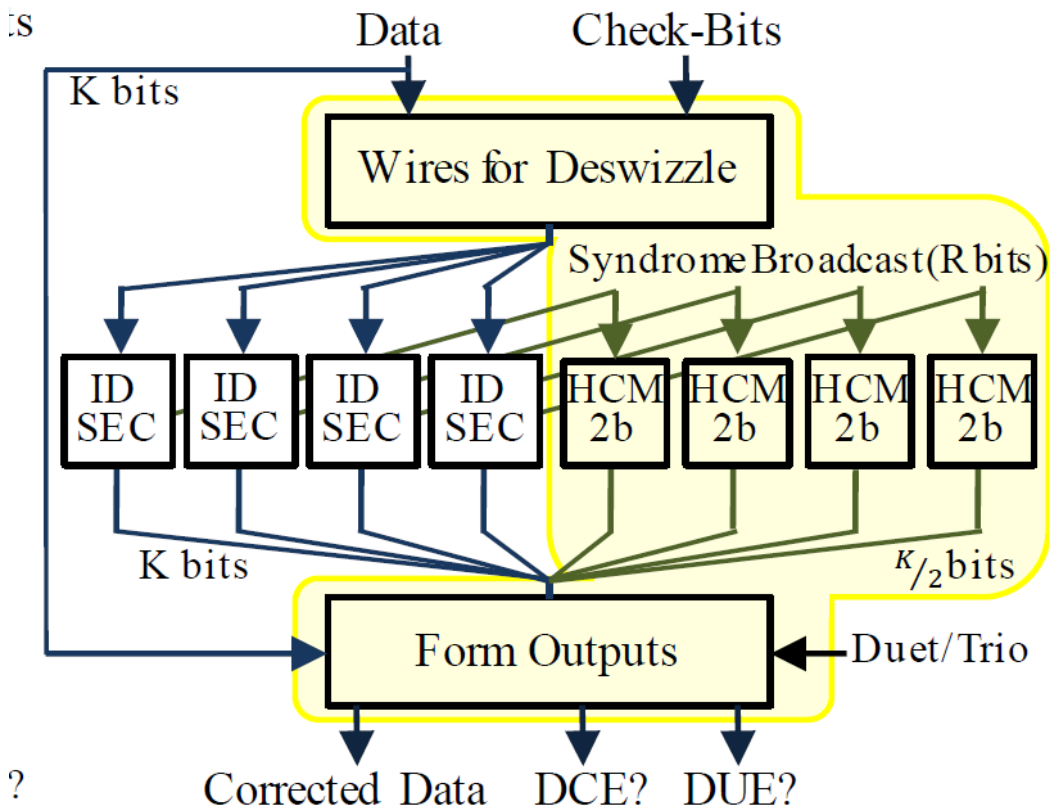 ts
Data
Check-Bits
K bits
Wires for Deswizzle
Syndrome Broadcast (R bits)
ID SEC
ID SEC
ID SEC
ID SEC
HCM 2b
HCM 2b
HCM 2b
HCM 2b
K bits
K/2 bits
Form Outputs
Duet/Trio
Corrected Data
DCE?
DUE?
?